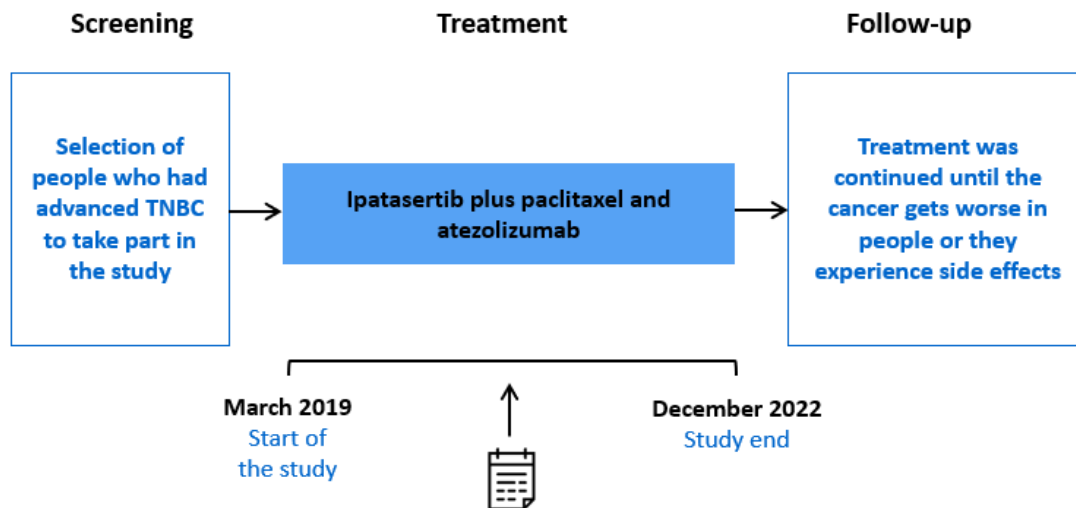 Screening
Treatment
Follow-up
Selection of
people who had
advanced TNBC
to take part in
the study
Ipatasertib plus paclitaxel and
atezolizumab
Treatment was
continued until the
cancer gets worse in
people or they
experience side effects
March 2019
Start of
the study
December 2022
Study end